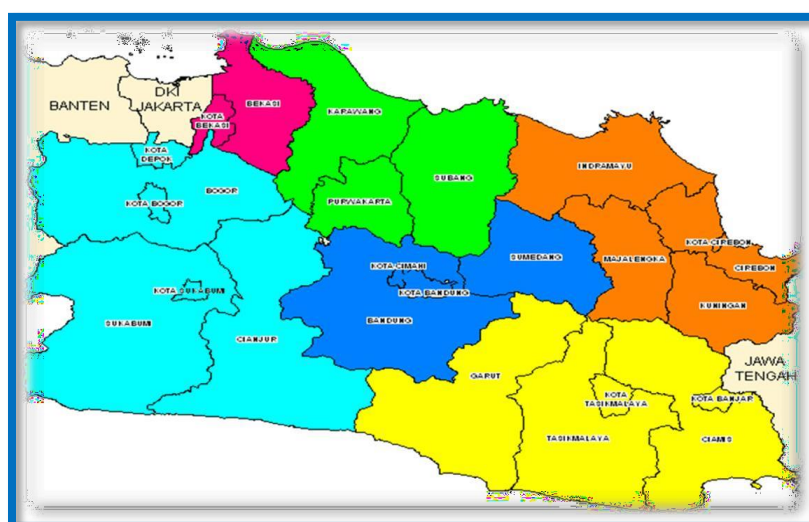 BANTEN
DKI
JAKARTA
KOTA
BEKASI
BEKASI
KARAWANG
KOTA
DEPOK
BOGOR
KOTA BOGOR
PURWAKARTA
SUBANG
INDRAMAYU
KOTA CIREBON
CIREBON
MAJALENGKA
KUNINGAN
SUMEDANG
KOTA CIMAHI
KOTA BANDUNG
BANDUNG
KOTA SUKABUMI
SUKABUMI
CIANJUR
GARUT
KOTA
TASIKMALAYA
TASIKMALAYA
KOTA BANJAR
CIAMIS
JAWA
TENGAH